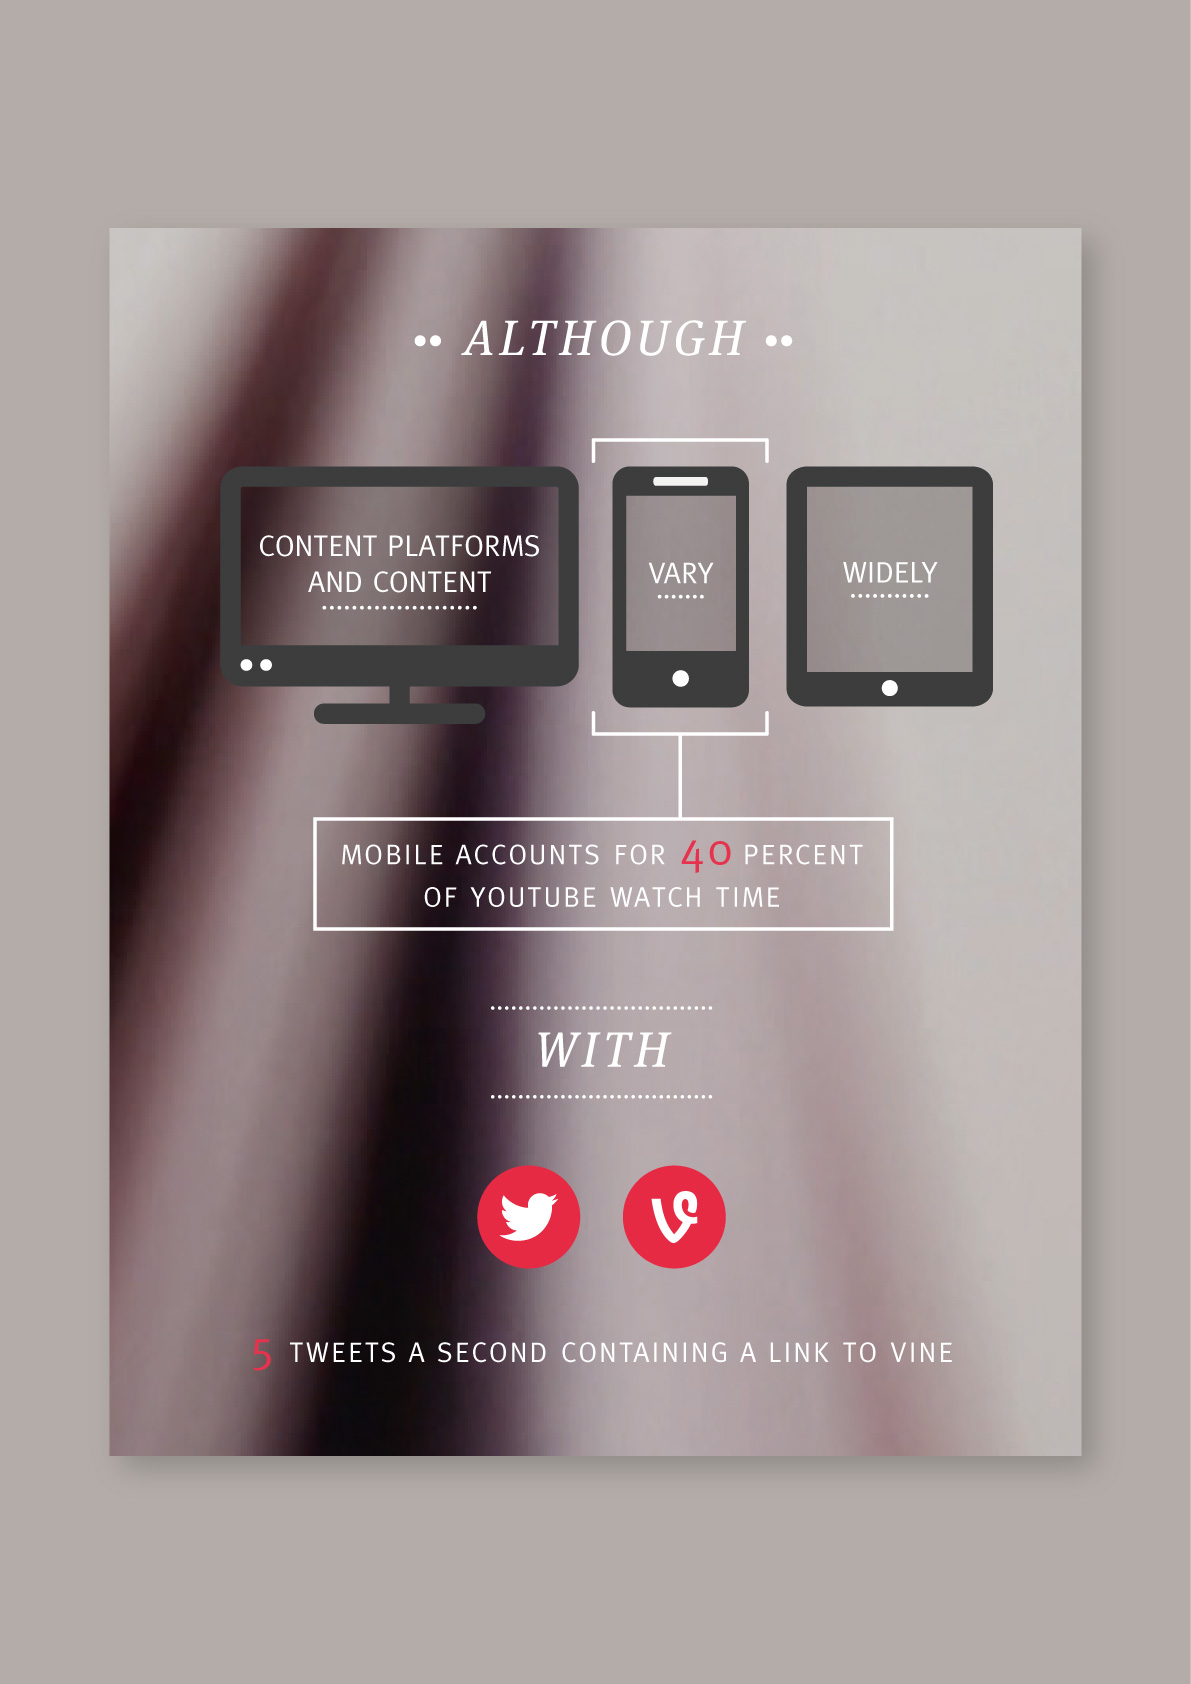 ALTHOUGH
CONTENT PLATFORMS
AND CONTENT
VARY
WIDELY
MOBILE ACCOUNTS FOR 40 PERCENT
OF YOUTUBE WATCH TIME
WITH
5 TWEETS A SECOND CONTAINING A LINK TO VINE